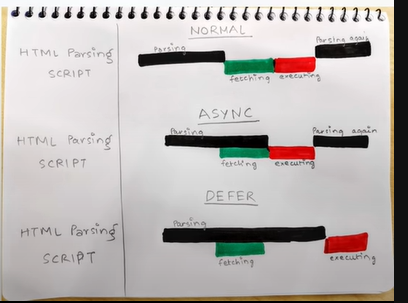 NORMAL
HTML Parsing
SCRIPT
Parsing
Parsing again
fetching
executing
ASYNC
HTML Parsing
SCRIPT
Parsing
Parsing again
fetching
executing
DEFER
HTML Parsing
SCRIPT
Parsing
fetching
executing